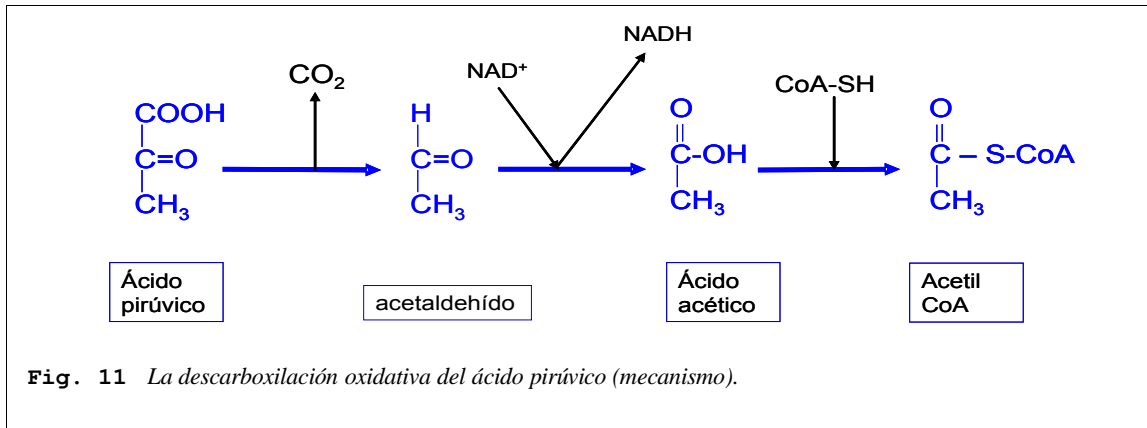 NADH
CO₂
NAD⁺
CoA-SH
COOH
C=O
CH₃
H
C=O
CH₃
O
C-OH
CH₃
O
C – S-CoA
CH₃
Ácido
pirúvico
acetaldehído
Ácido
acético
Acetil
CoA
Fig. 11 La descarboxilación oxidativa del ácido pirúvico (mecanismo).